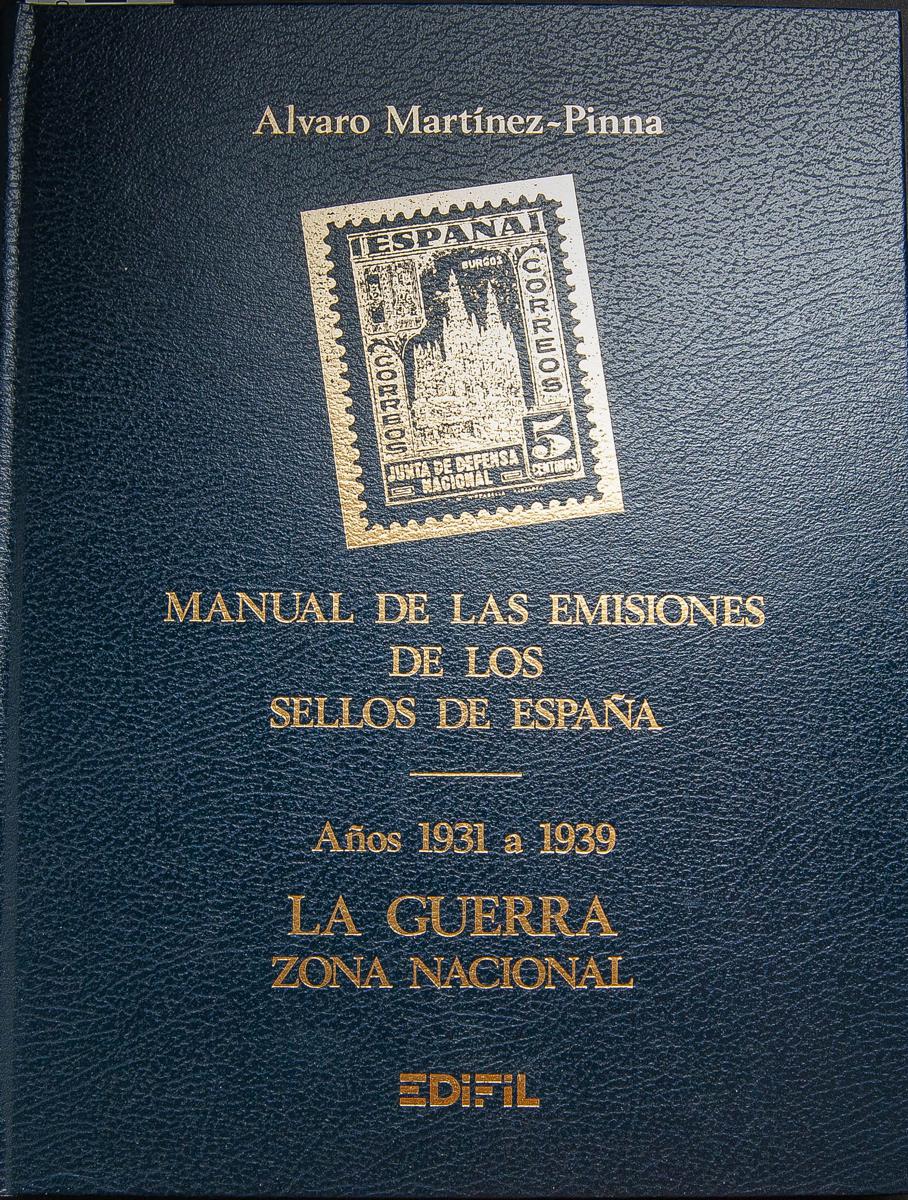 Alvaro Martínez-Pinna
¡ESPAÑA!
BURGOS
CORREOS
CORREOS
5
CENTIMOS
JUNTA DE DEFENSA
NACIONAL
MANUAL DE LAS EMISIONES
DE LOS
SELLOS DE ESPAÑA
Años 1931 a 1939
LA GUERRA
ZONA NACIONAL
EDIFIL